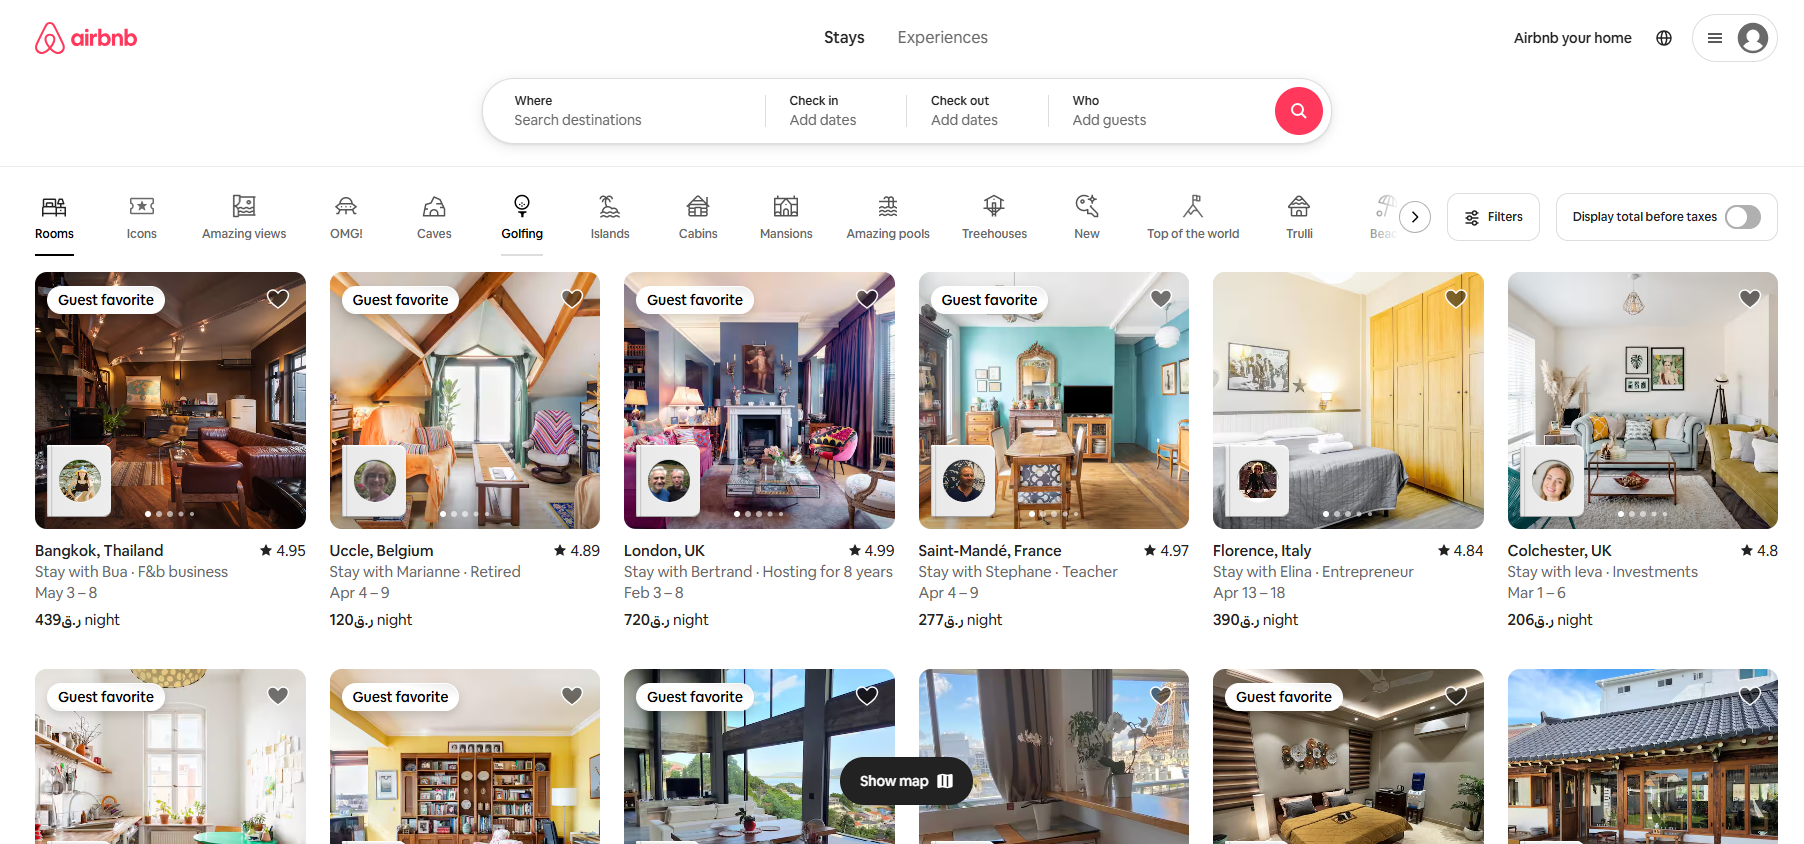 airbnb
Stays Experiences
Airbnb your home
Where
Search destinations
Check in
Add dates
Check out
Add dates
Who
Add guests
Rooms
Icons
Amazing views
OMG!
Caves
Golfing
Islands
Cabins
Mansions
Amazing pools
Treehouses
New
Top of the world
Trulli
Beac
Filters
Display total before taxes
Guest favorite
Guest favorite
Guest favorite
Guest favorite
Bangkok, Thailand ★ 4.95
Stay with Bua · F&b business
May 3 – 8
439ر.ق night
Uccle, Belgium ★ 4.89
Stay with Marianne · Retired
Apr 4 – 9
120ر.ق night
London, UK ★ 4.99
Stay with Bertrand · Hosting for 8 years
Feb 3 – 8
720ر.ق night
Saint-Mandé, France ★ 4.97
Stay with Stephane · Teacher
Apr 4 – 9
277ر.ق night
Florence, Italy ★ 4.84
Stay with Elina · Entrepreneur
Apr 13 – 18
390ر.ق night
Colchester, UK ★ 4.8
Stay with Ieva · Investments
Mar 1 – 6
206ر.ق night
Guest favorite
Guest favorite
Guest favorite
Guest favorite
Show map